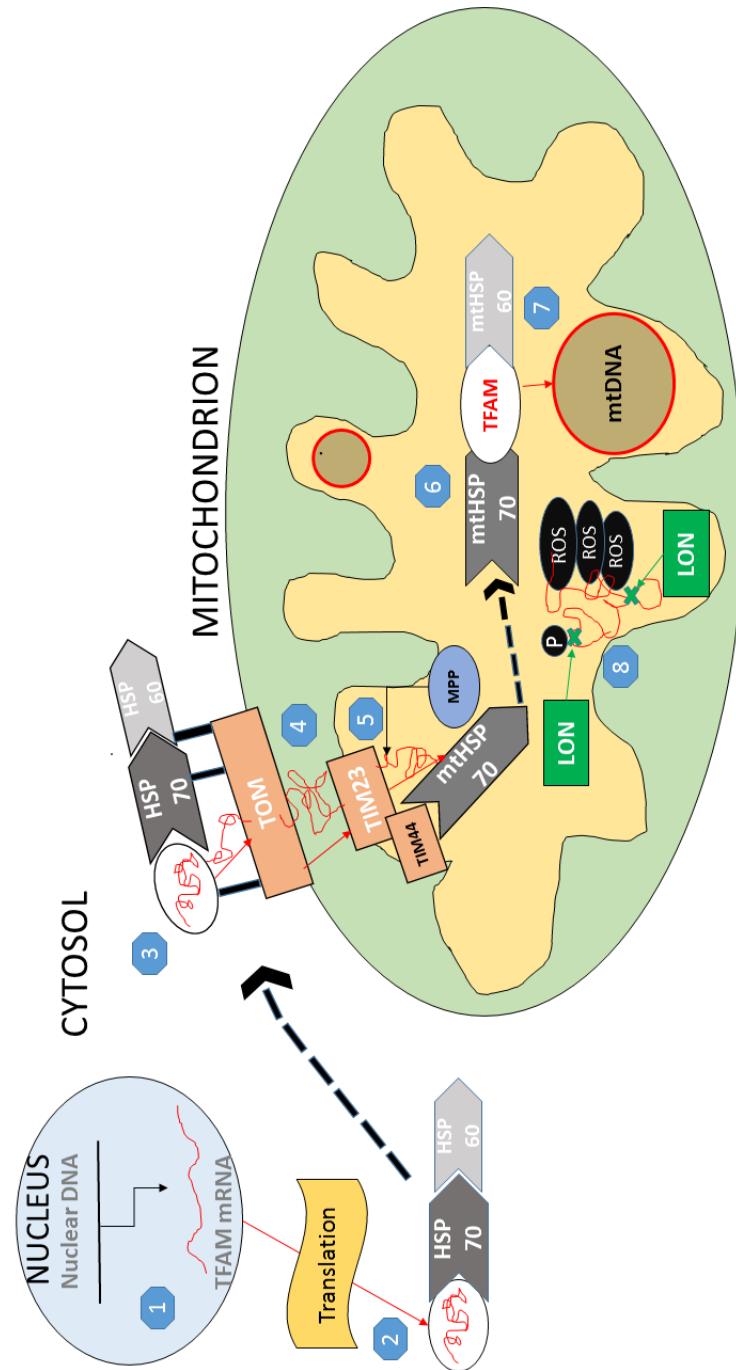 NUCLEUS
Nuclear DNA
1
TFAM mRNA
Translation
2
HSP
70
HSP
60
CYTOSOL
3
HSP
70
HSP
60
TOM
MITOCHONDRION
4
5
TIM23
TIM44
MPP
mtHSP
70
6
mtHSP
70
TFAM
mtHSP
60
7
mtDNA
LON
P
8
ROS
ROS
ROS
LON